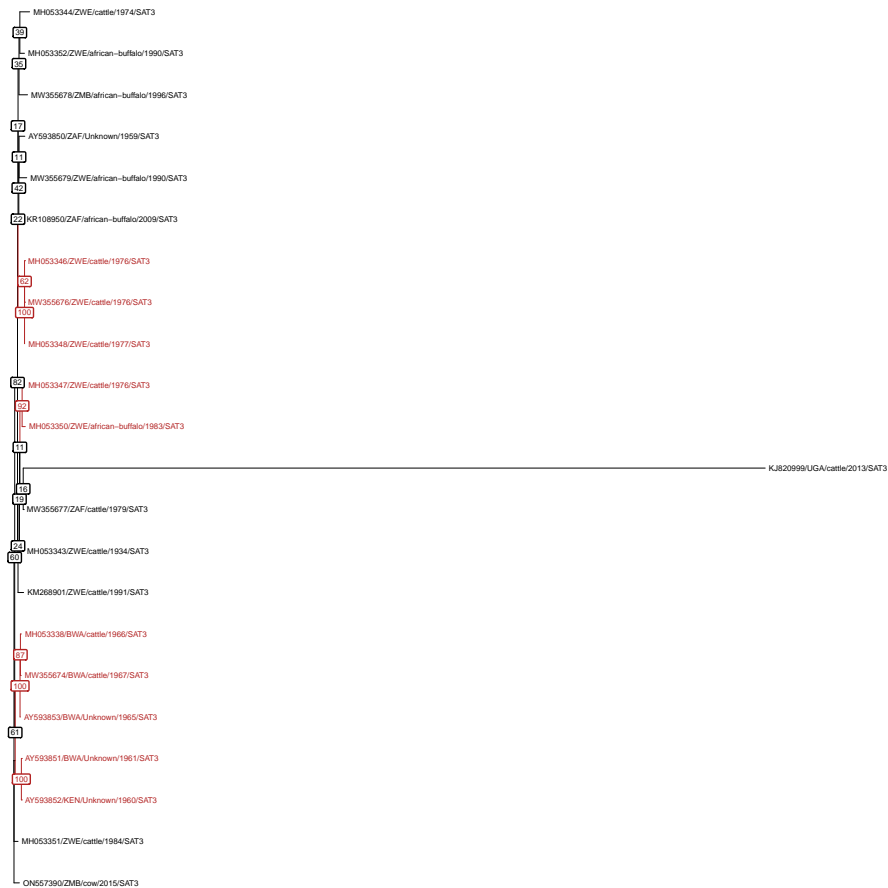 MH053344/ZWE/cattle/1974/SAT3
39
MH053352/ZWE/african−buffalo/1990/SAT3
35
MW355678/ZMB/african−buffalo/1996/SAT3
17
AY593850/ZAF/Unknown/1959/SAT3
11
MW355679/ZWE/african−buffalo/1990/SAT3
42
22
KR108950/ZAF/african−buffalo/2009/SAT3
MH053346/ZWE/cattle/1976/SAT3
62
MW355676/ZWE/cattle/1976/SAT3
100
MH053348/ZWE/cattle/1977/SAT3
82
MH053347/ZWE/cattle/1976/SAT3
92
MH053350/ZWE/african−buffalo/1983/SAT3
11
KJ820999/UGA/cattle/2013/SAT3
16
19
MW355677/ZAF/cattle/1979/SAT3
24
MH053343/ZWE/cattle/1934/SAT3
60
KM268901/ZWE/cattle/1991/SAT3
MH053338/BWA/cattle/1966/SAT3
87
MW355674/BWA/cattle/1967/SAT3
100
AY593853/BWA/Unknown/1965/SAT3
61
AY593851/BWA/Unknown/1961/SAT3
100
AY593852/KEN/Unknown/1960/SAT3
MH053351/ZWE/cattle/1984/SAT3
ON557390/ZMB/cow/2015/SAT3